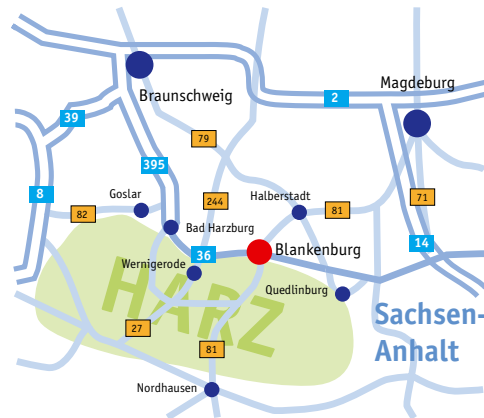 Braunschweig
Magdeburg
2
39
79
395
8
Goslar
82
244
Halberstadt
81
71
Bad Harzburg
36
Blankenburg
14
Wernigerode
HARZ
Quedlinburg
Sachsen-
Anhalt
27
81
Nordhausen